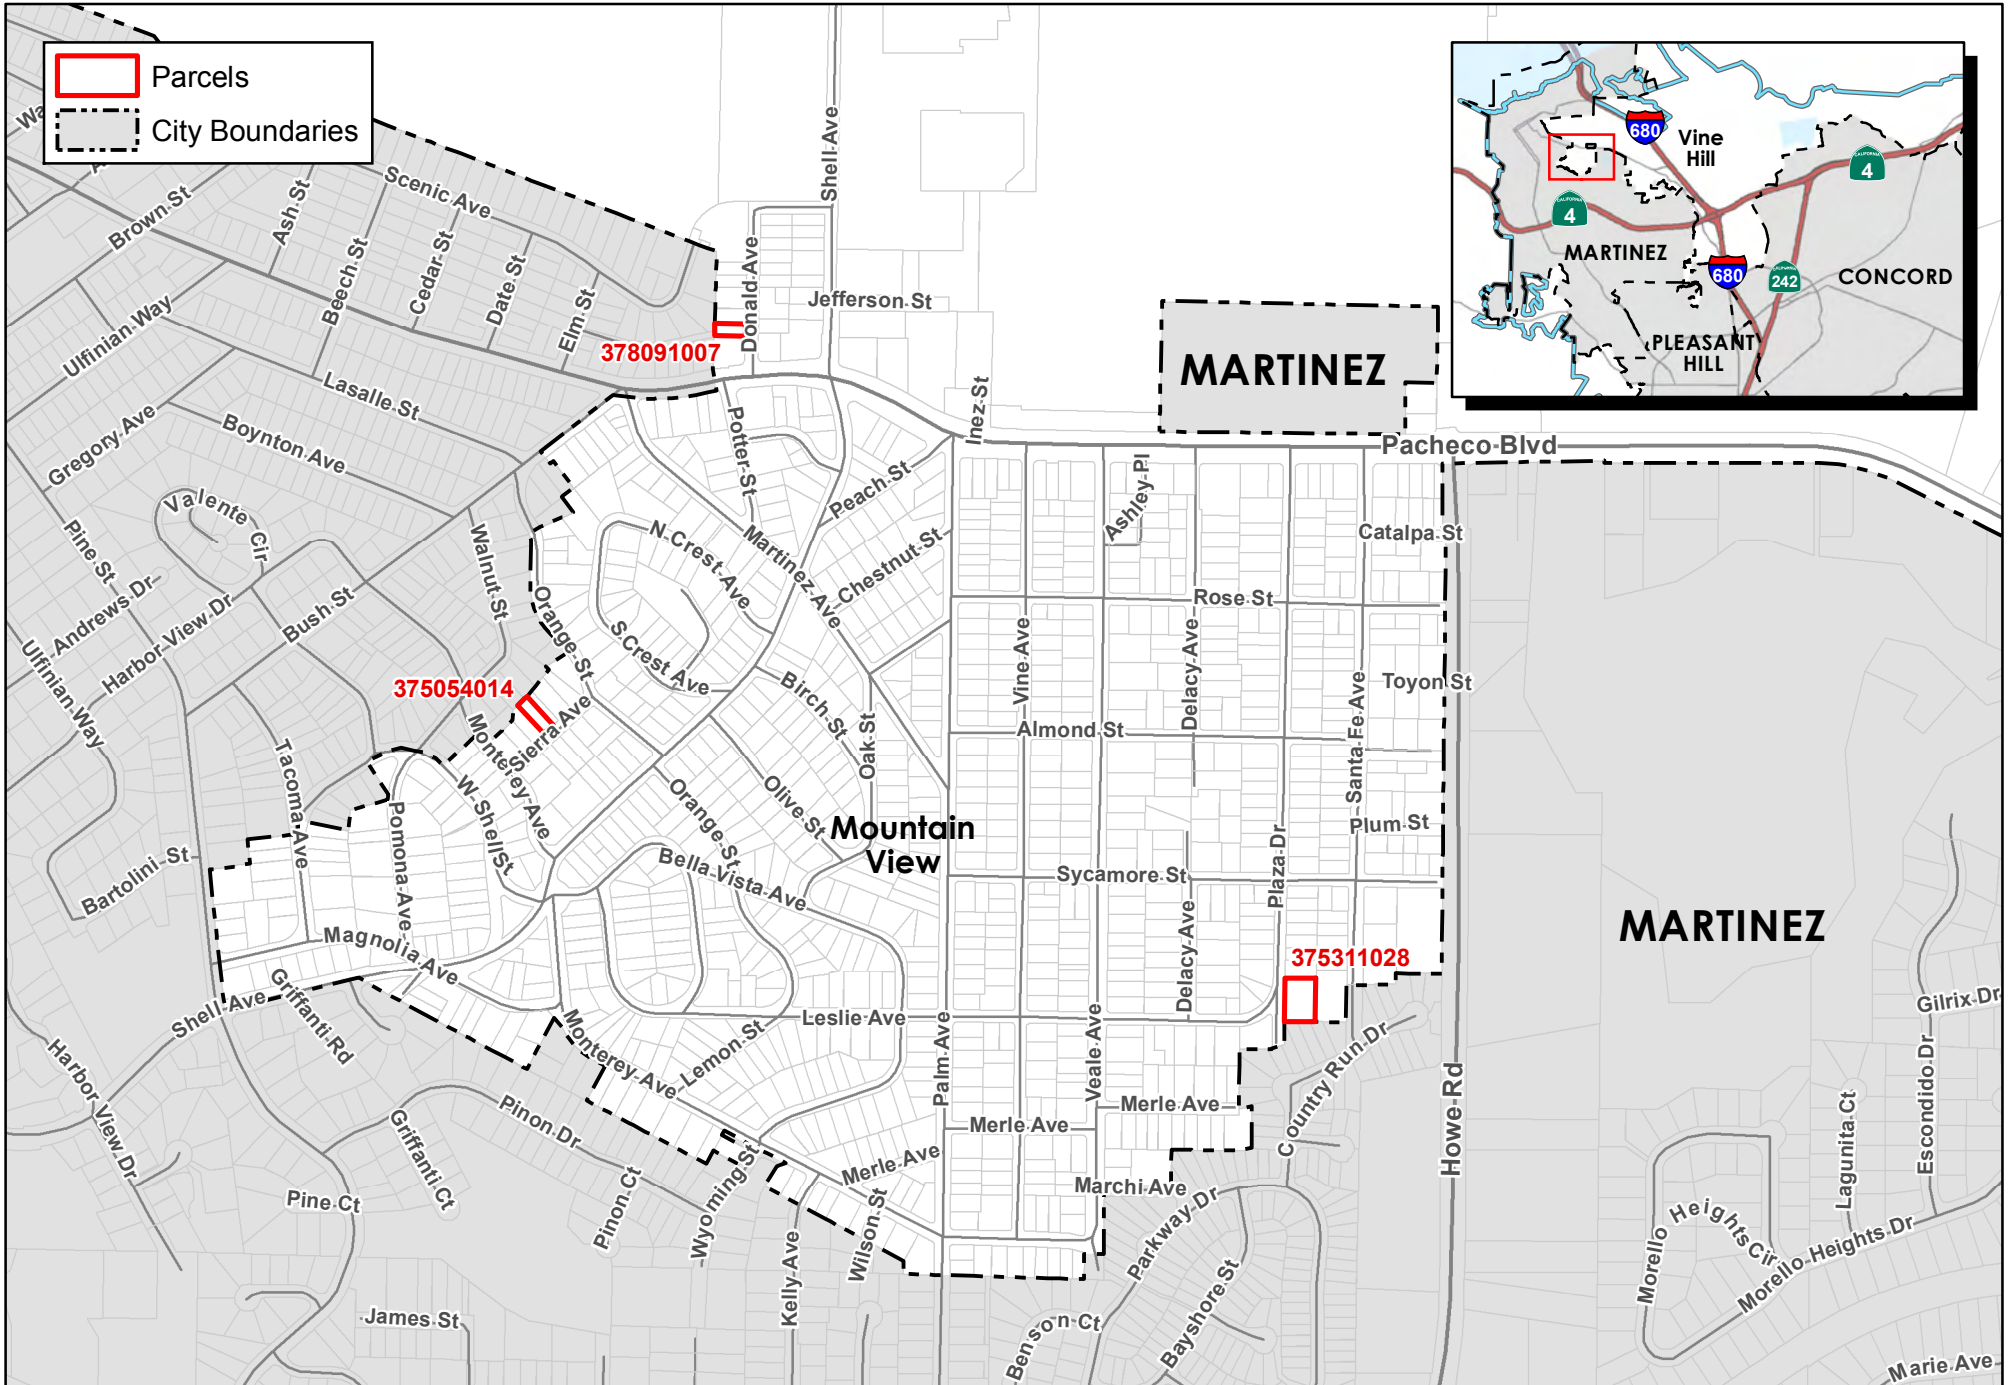 Parcels
City Boundaries
680
Vine
Hill
CALIFORNIA
4
CALIFORNIA
4
MARTINEZ
680
CALIFORNIA
242
CONCORD
PLEASANT
HILL
Scenic Ave
Shell Ave
Brown St
Ash St
Beech St
Cedar St
Date St
Elm St
Donald Ave
Jefferson St
378091007
Ulfinian Way
Lasalle St
Gregory Ave
Boynton Ave
Potter St
Inez St
MARTINEZ
Pacheco Blvd
Valente Cir
Pine St
Walnut St
N Crest Ave
Martinez Ave
Peach St
Chestnut St
Ashley Pl
Catalpa St
Andrews Dr
Harbor View Dr
Bush St
Orange St
S Crest Ave
Rose St
Ulfinian Way
375054014
Sierra Ave
Birch St
Oak St
Vine Ave
Delacy Ave
Santa Fe Ave
Toyon St
Almond St
Tacoma Ave
Monterey Ave
W Shell St
Pomona Ave
Orange St
Olive St
Mountain
View
Plum St
Bartolini St
Bella Vista Ave
Sycamore St
Plaza Dr
Delacy Ave
MARTINEZ
Magnolia Ave
375311028
Shell Ave
Griffanti Rd
Leslie Ave
Gilrix Dr
Harbor View Dr
Monterey Ave
Lemon St
Palm Ave
Veale Ave
Country Run Dr
Howe Rd
Escondido Dr
Lagunita Ct
Griffanti Ct
Pinon Dr
Merle Ave
Merle Ave
Merle Ave
Marchi Ave
Pine Ct
Pinon Ct
Wyoming St
Kelly Ave
Wilson St
Parkway Dr
Bayshore St
Morello Heights Cir
Morello Heights Dr
James St
Benson Ct
Marie Ave